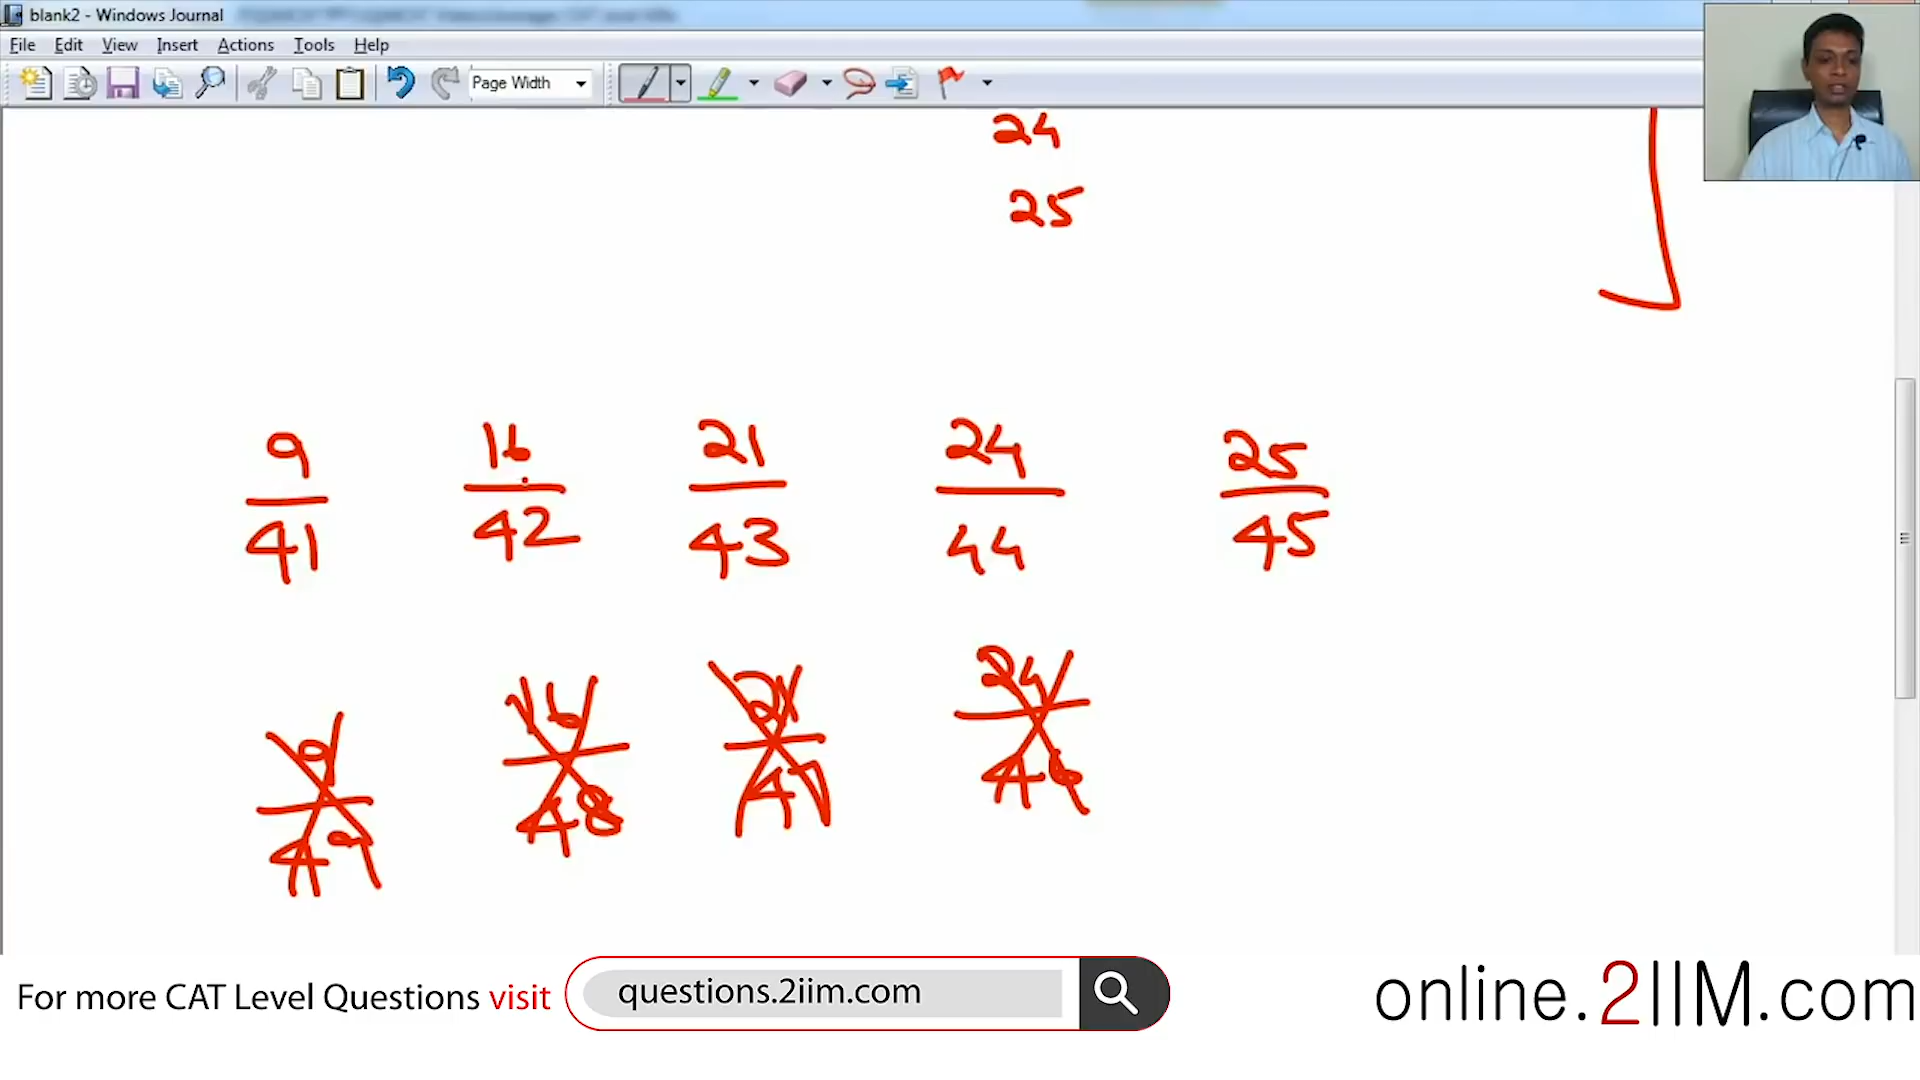 blank2 - Windows Journal
File Edit View Insert Actions Tools Help
Page Width
24
25
9 16 21 24 25
41 42 43 44 45
9 16 21 24
49 48 47 46
For more CAT Level Questions visit questions.2iim.com online.2IIM.com